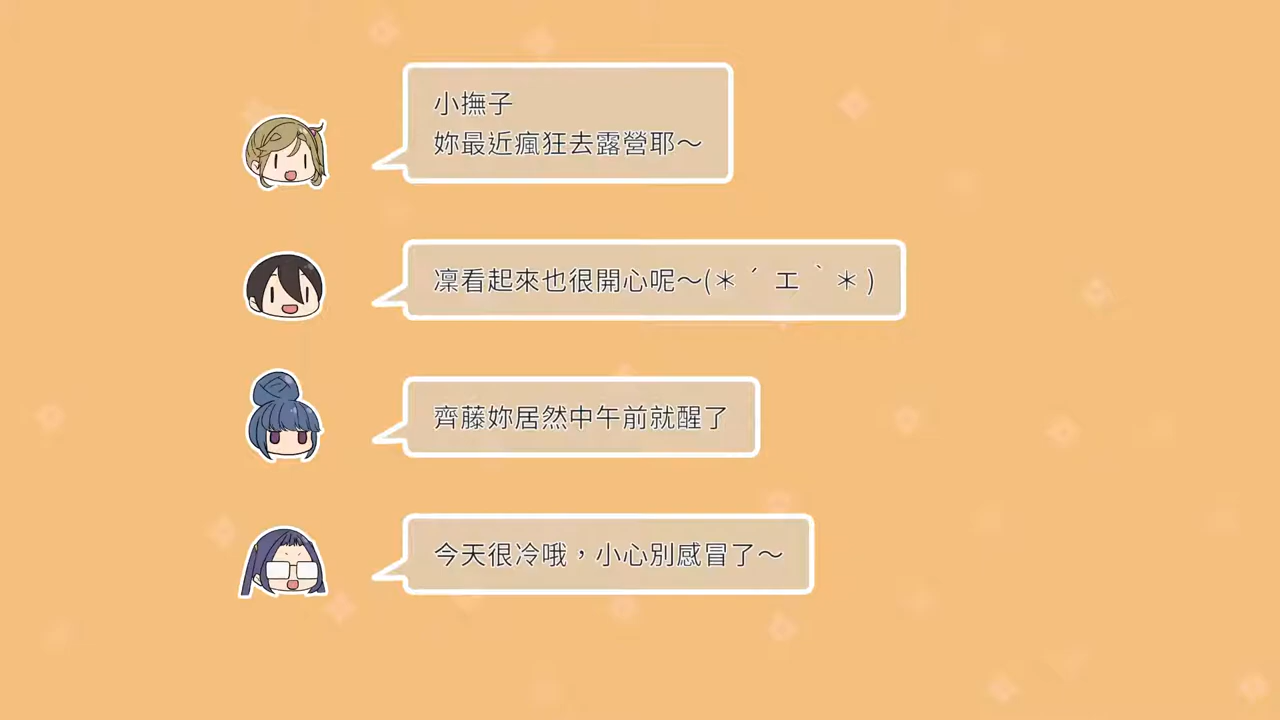 小撫子
妳最近瘋狂去露營耶～
凜看起來也很開心呢～(＊ˊ エ ˋ＊)
齊藤妳居然中午前就醒了
今天很冷哦，小心別感冒了～